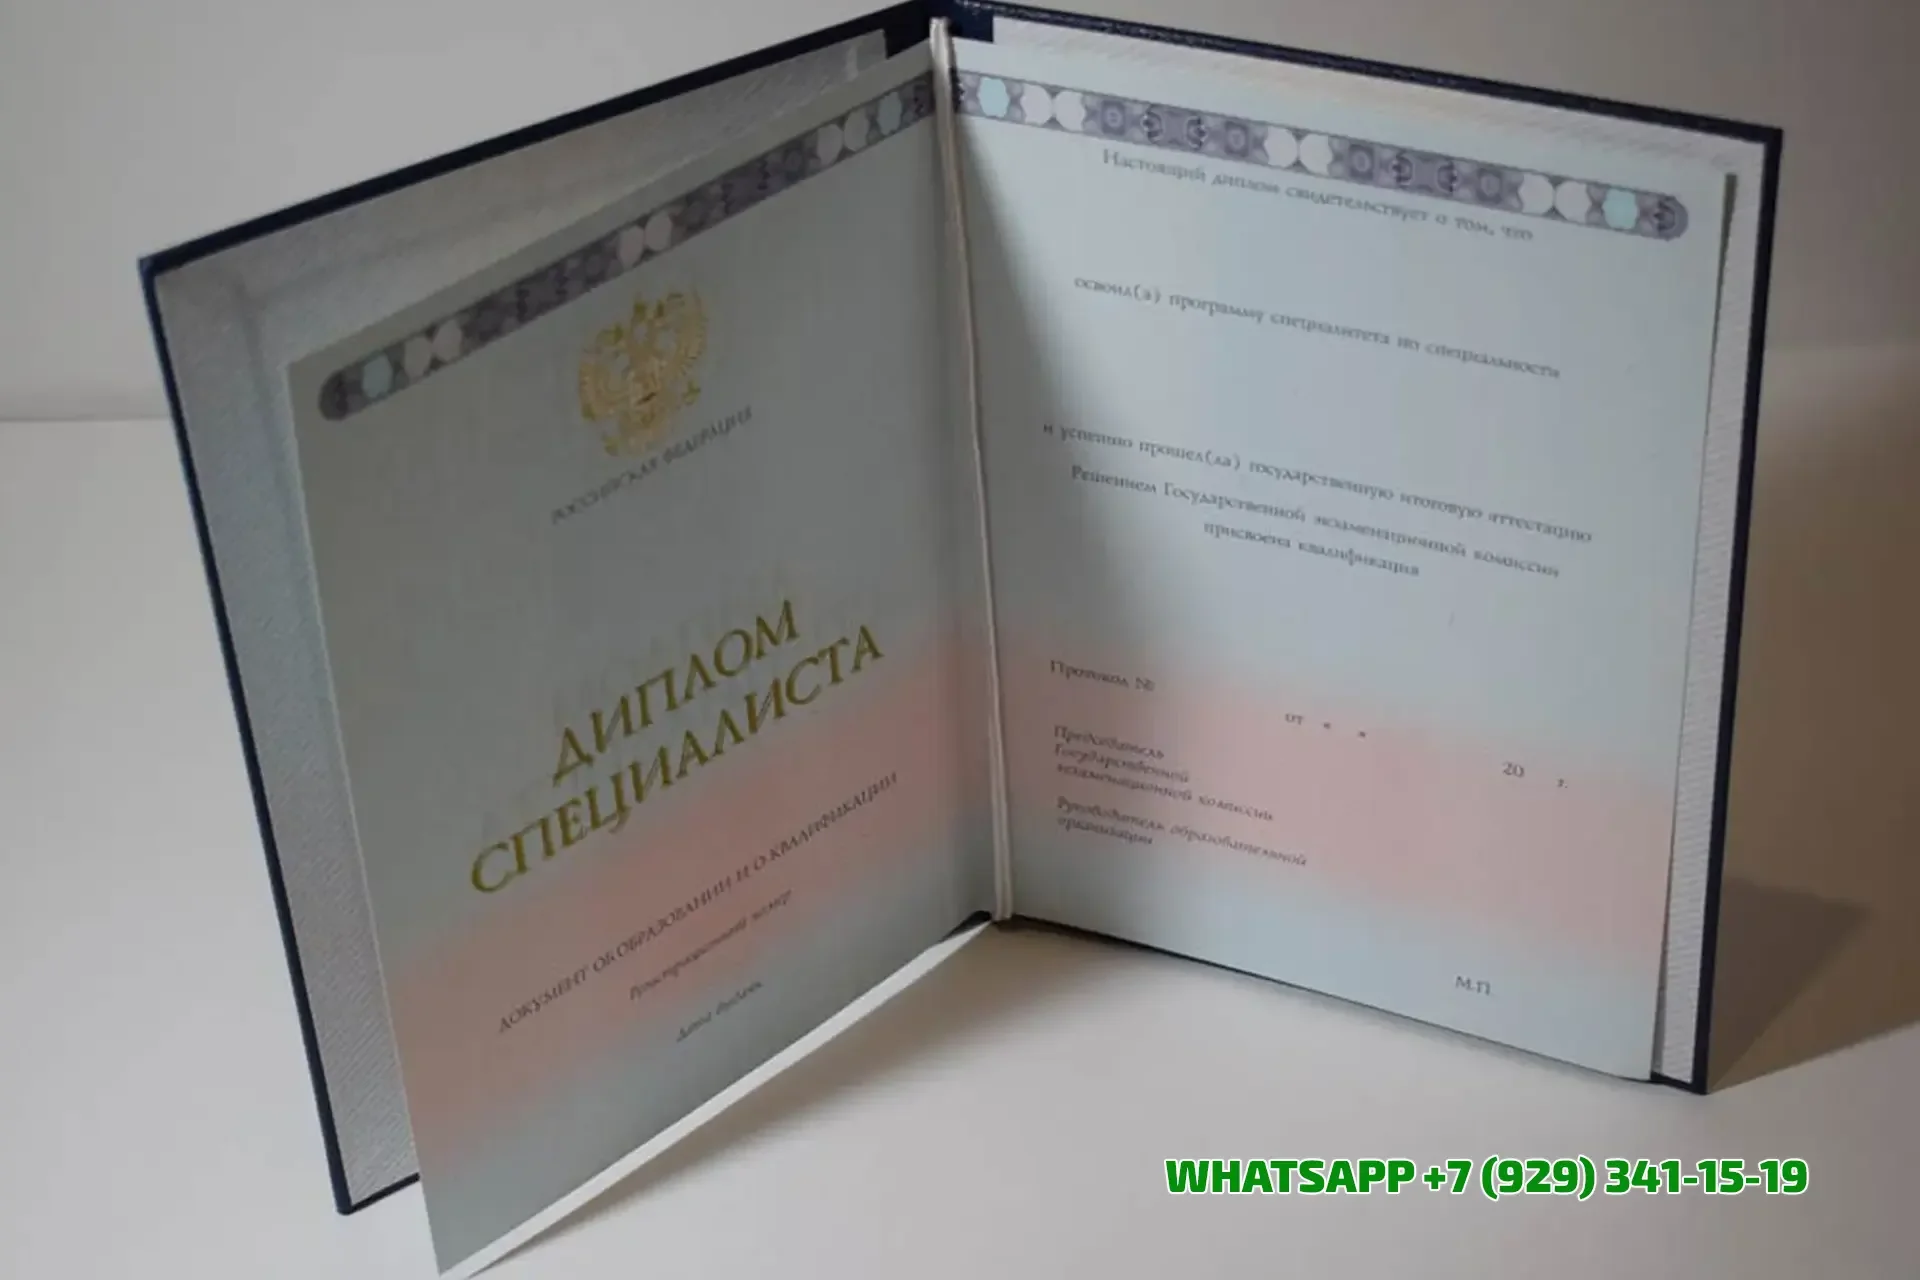 РОССИЙСКАЯ ФЕДЕРАЦИЯ
ДИПЛОМ
СПЕЦИАЛИСТА
ДОКУМЕНТ ОБ ОБРАЗОВАНИИ И О КВАЛИФИКАЦИИ
Регистрационный номер
Дата выдачи
Настоящий диплом свидетельствует о том, что
освоил(а) программу специалитета по специальности
и успешно прошел(ла) государственную итоговую аттестацию
Решением Государственной экзаменационной комиссии
присвоена квалификация
Протокол №
от « »
20 г.
Председатель
Государственной
экзаменационной комиссии
Руководитель образовательной
организации
М.П.
WHATSAPP +7 (929) 341-15-19